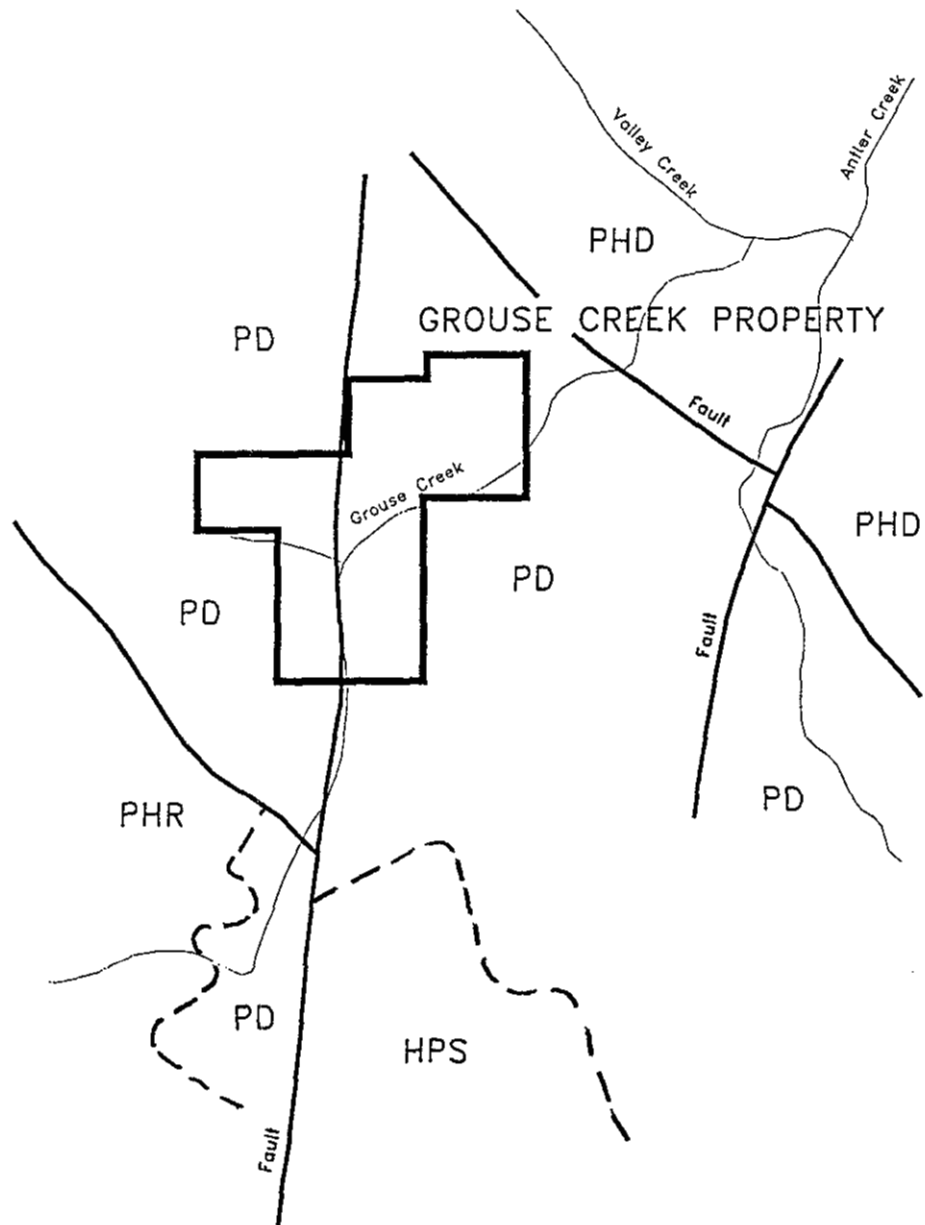 Valley Creek
Antler Creek
PHD
GROUSE CREEK PROPERTY
PD
Fault
Grouse Creek
PHD
PD
PD
Fault
PHR
PD
PD
HPS
Fault